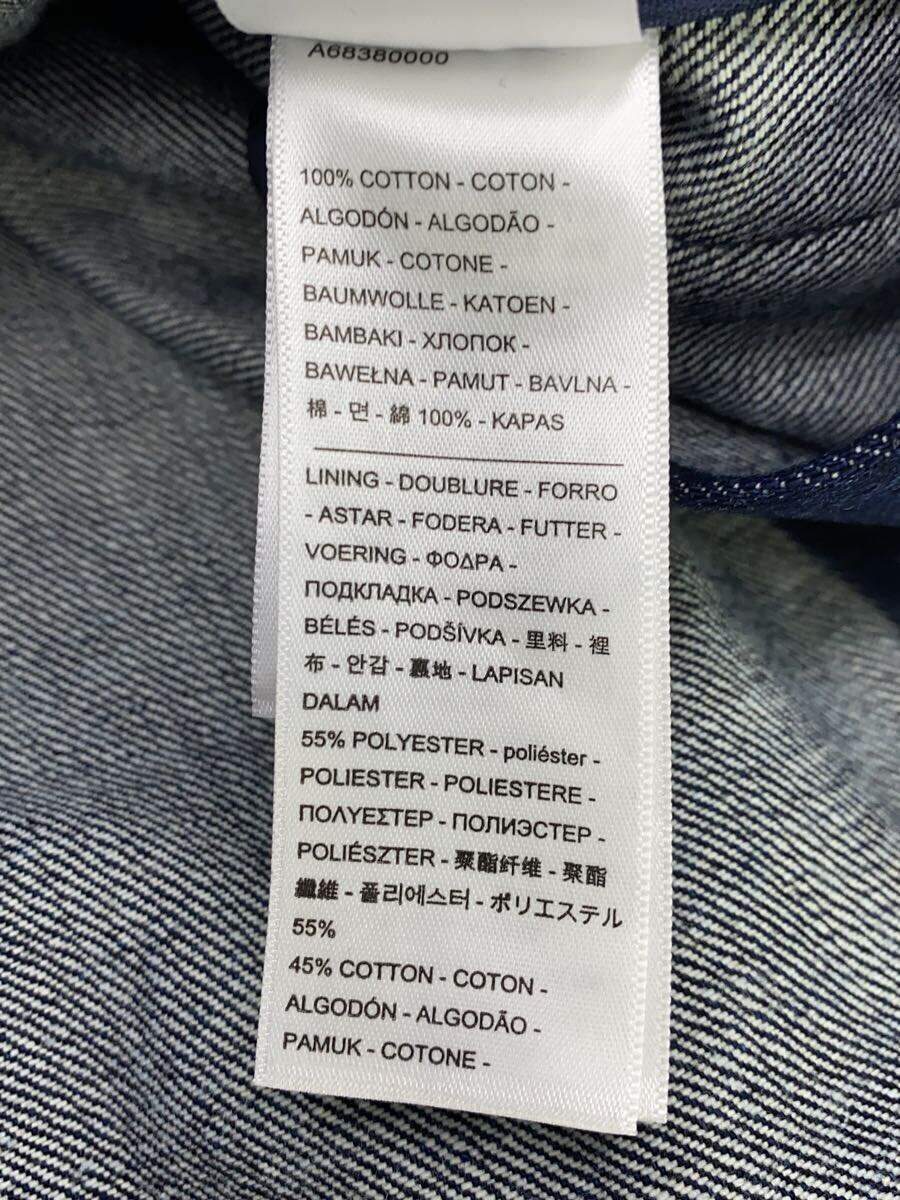 A68380000
100% COTTON - COTON -
ALGODÓN - ALGODÃO -
PAMUK - COTONE -
BAUMWOLLE - KATOEN -
BAMBAKI - ХЛОПОК -
BAWEŁNA - PAMUT - BAVLNA -
棉 - 면 - 綿 100% - KAPAS
LINING - DOUBLURE - FORRO
- ASTAR - FODERA - FUTTER -
VOERING - ΦΟΔΡΑ -
ПОДКЛАДКА - PODSZEWKA -
BÉLÉS - PODŠÍVKA - 里料 - 裡
布 - 안감 - 裏地 - LAPISAN
DALAM
55% POLYESTER - poliéster -
POLIESTER - POLIESTERE -
ΠΟΛΥΕΣΤΕΡ - ПОЛИЭСТЕР -
POLIÉSZTER - 聚酯纤维 - 聚酯
纖維 - 폴리에스터 - ポリエステル
55%
45% COTTON - COTON -
ALGODÓN - ALGODÃO -
PAMUK - COTONE -